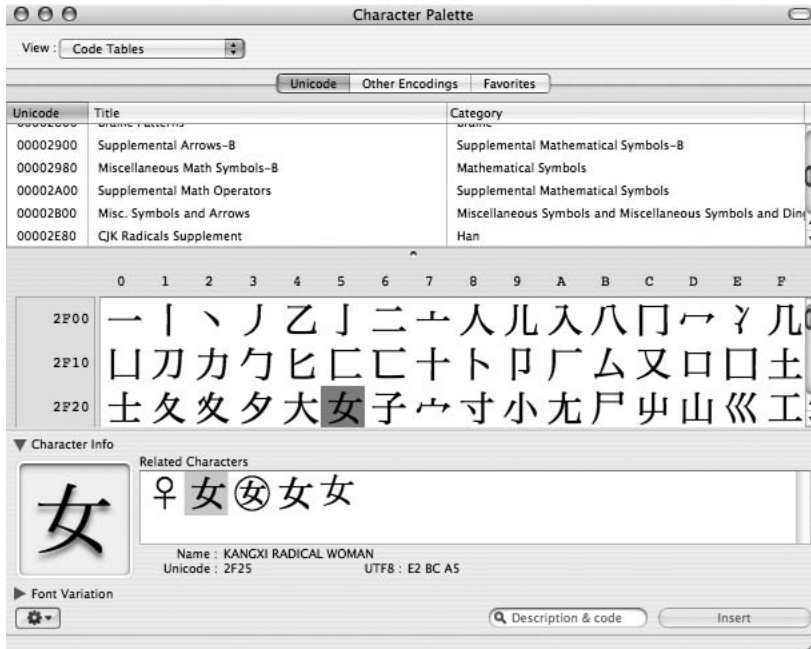 Character Palette
View : Code Tables
Unicode Other Encodings Favorites
Unicode Title Category
00002900 Supplemental Arrows-B Supplemental Mathematical Symbols-B
00002980 Miscellaneous Math Symbols-B Mathematical Symbols
00002A00 Supplemental Math Operators Supplemental Mathematical Symbols
00002B00 Misc. Symbols and Arrows Miscellaneous Symbols and Miscellaneous Symbols and Ding
00002E80 CJK Radicals Supplement Han
0 1 2 3 4 5 6 7 8 9 A B C D E F
2F00 ⼀ ⼁ ⼂ ⼃ ⼄ ⼅ ⼆ ⼇ ⼈ ⼉ ⼊ ⼋ ⼌ ⼍ ⼎ ⼏
2F10 ⼐ ⼑ ⼒ ⼓ ⼔ ⼕ ⼖ ⼗ ⼘ ⼙ ⼚ ⼛ ⼜ ⼝ ⼞ ⼟
2F20 ⼠ ⼡ ⼢ ⼣ ⼤ ⼥ ⼦ ⼧ ⼨ ⼩ ⼪ ⼫ ⼬ ⼭ ⼮ ⼯
Character Info
Related Characters
女
♀ ⼥ ㊛ 女 女
Name : KANGXI RADICAL WOMAN
Unicode : 2F25 UTF8 : E2 BC A5
Font Variation
Description & code Insert